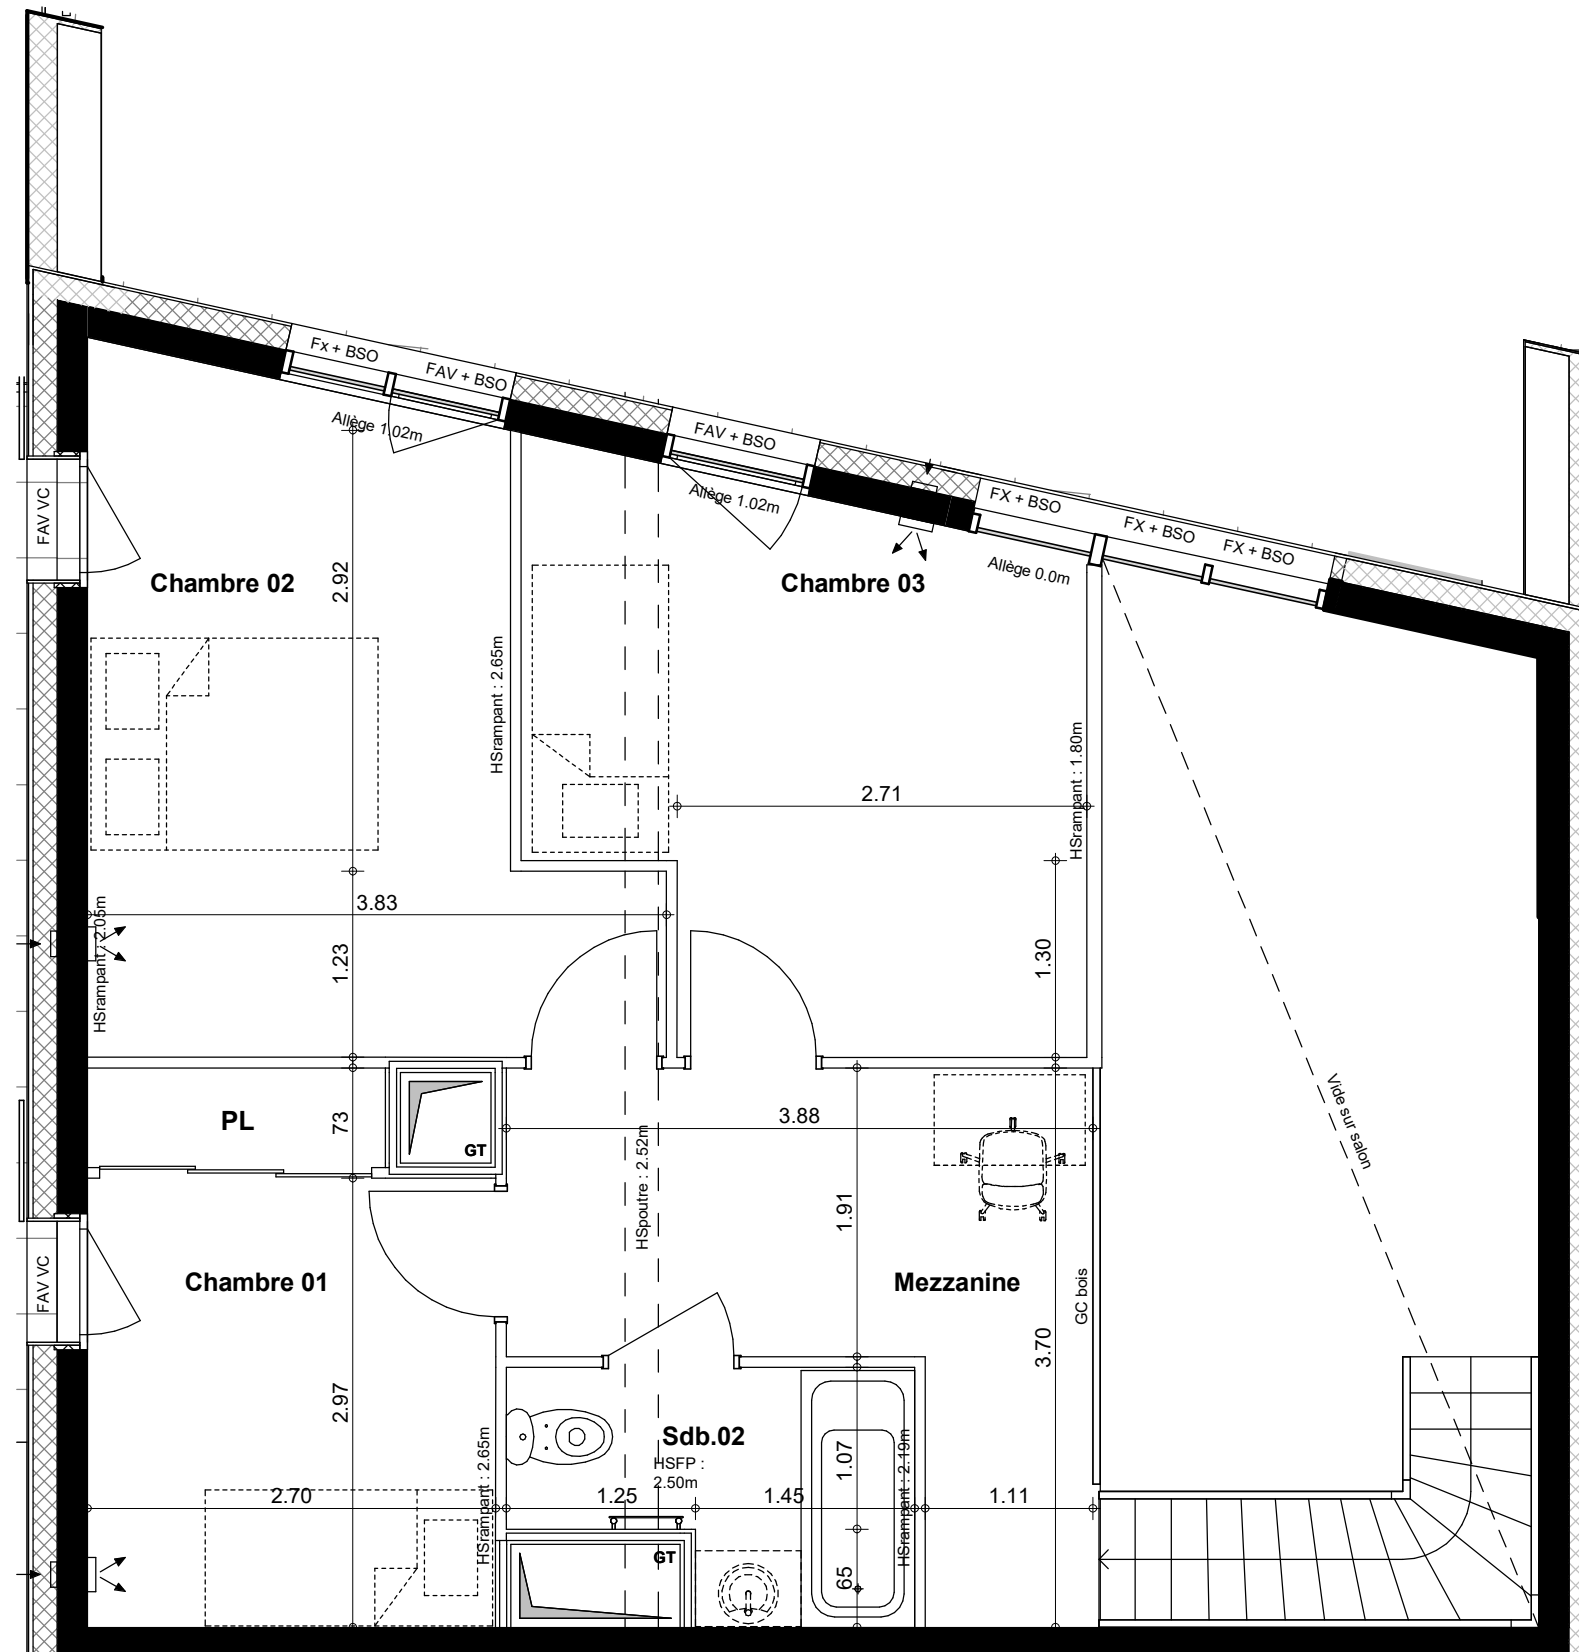 Fx + BSO
FAV + BSO
Allège 1.02m
FAV + BSO
Allège 1.02m
FX + BSO
FX + BSO
FX + BSO
Allège 0.0m
FAV VC
Chambre 02
2.92
Chambre 03
HSrampant : 2.65m
HSrampant : 1.80m
2.71
3.83
HSrampant : 2.05m
1.23
1.30
PL
73
GT
3.88
HSpoutre : 2.52m
Vide sur salon
1.91
FAV VC
Chambre 01
Mezzanine
GC bois
3.70
2.97
Sdb.02
HSFP :
2.50m
1.07
HSrampant : 2.65m
HSrampant : 2.19m
2.70
1.25
1.45
1.11
GT
65